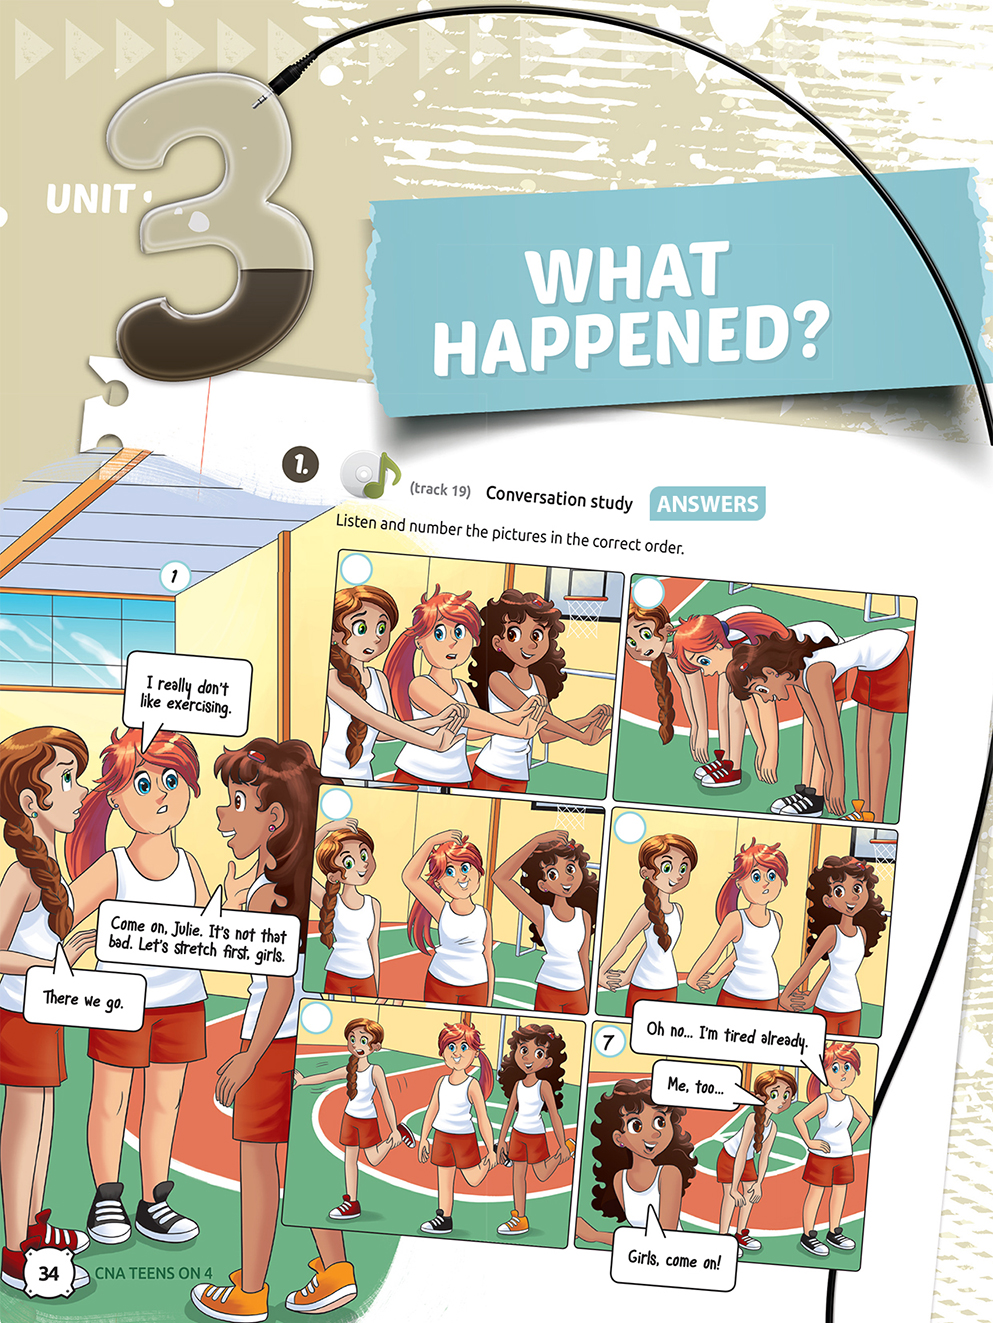 UNIT
3
WHAT
HAPPENED?
1.
(track 19) Conversation study ANSWERS
Listen and number the pictures in the correct order.
1
I really don't
like exercising.
Come on, Julie. It's not that
bad. Let's stretch first, girls.
There we go.
7
Oh no... I'm tired already.
Me, too...
Girls, come on!
34 CNA TEENS ON 4